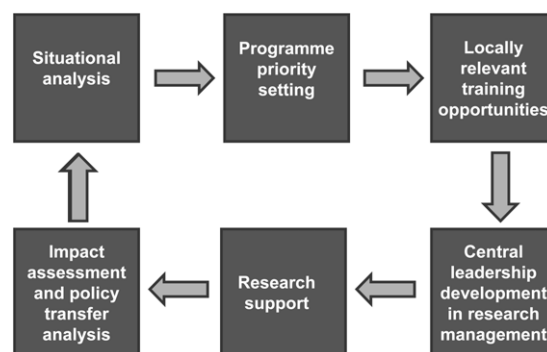 Situational
analysis
Programme
priority
setting
Locally
relevant
training
opportunities
Central
leadership
development
in research
management
Research
support
Impact
assessment
and policy
transfer
analysis